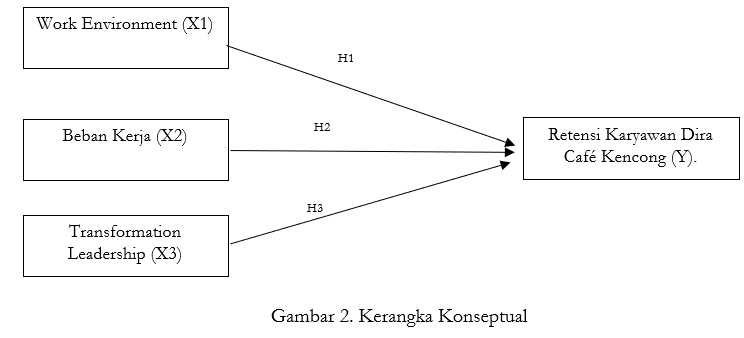 Work Environment (X1)
H1
Beban Kerja (X2)
H2
Retensi Karyawan Dira
Café Kencong (Y).
Transformation
Leadership (X3)
H3
Gambar 2. Kerangka Konseptual